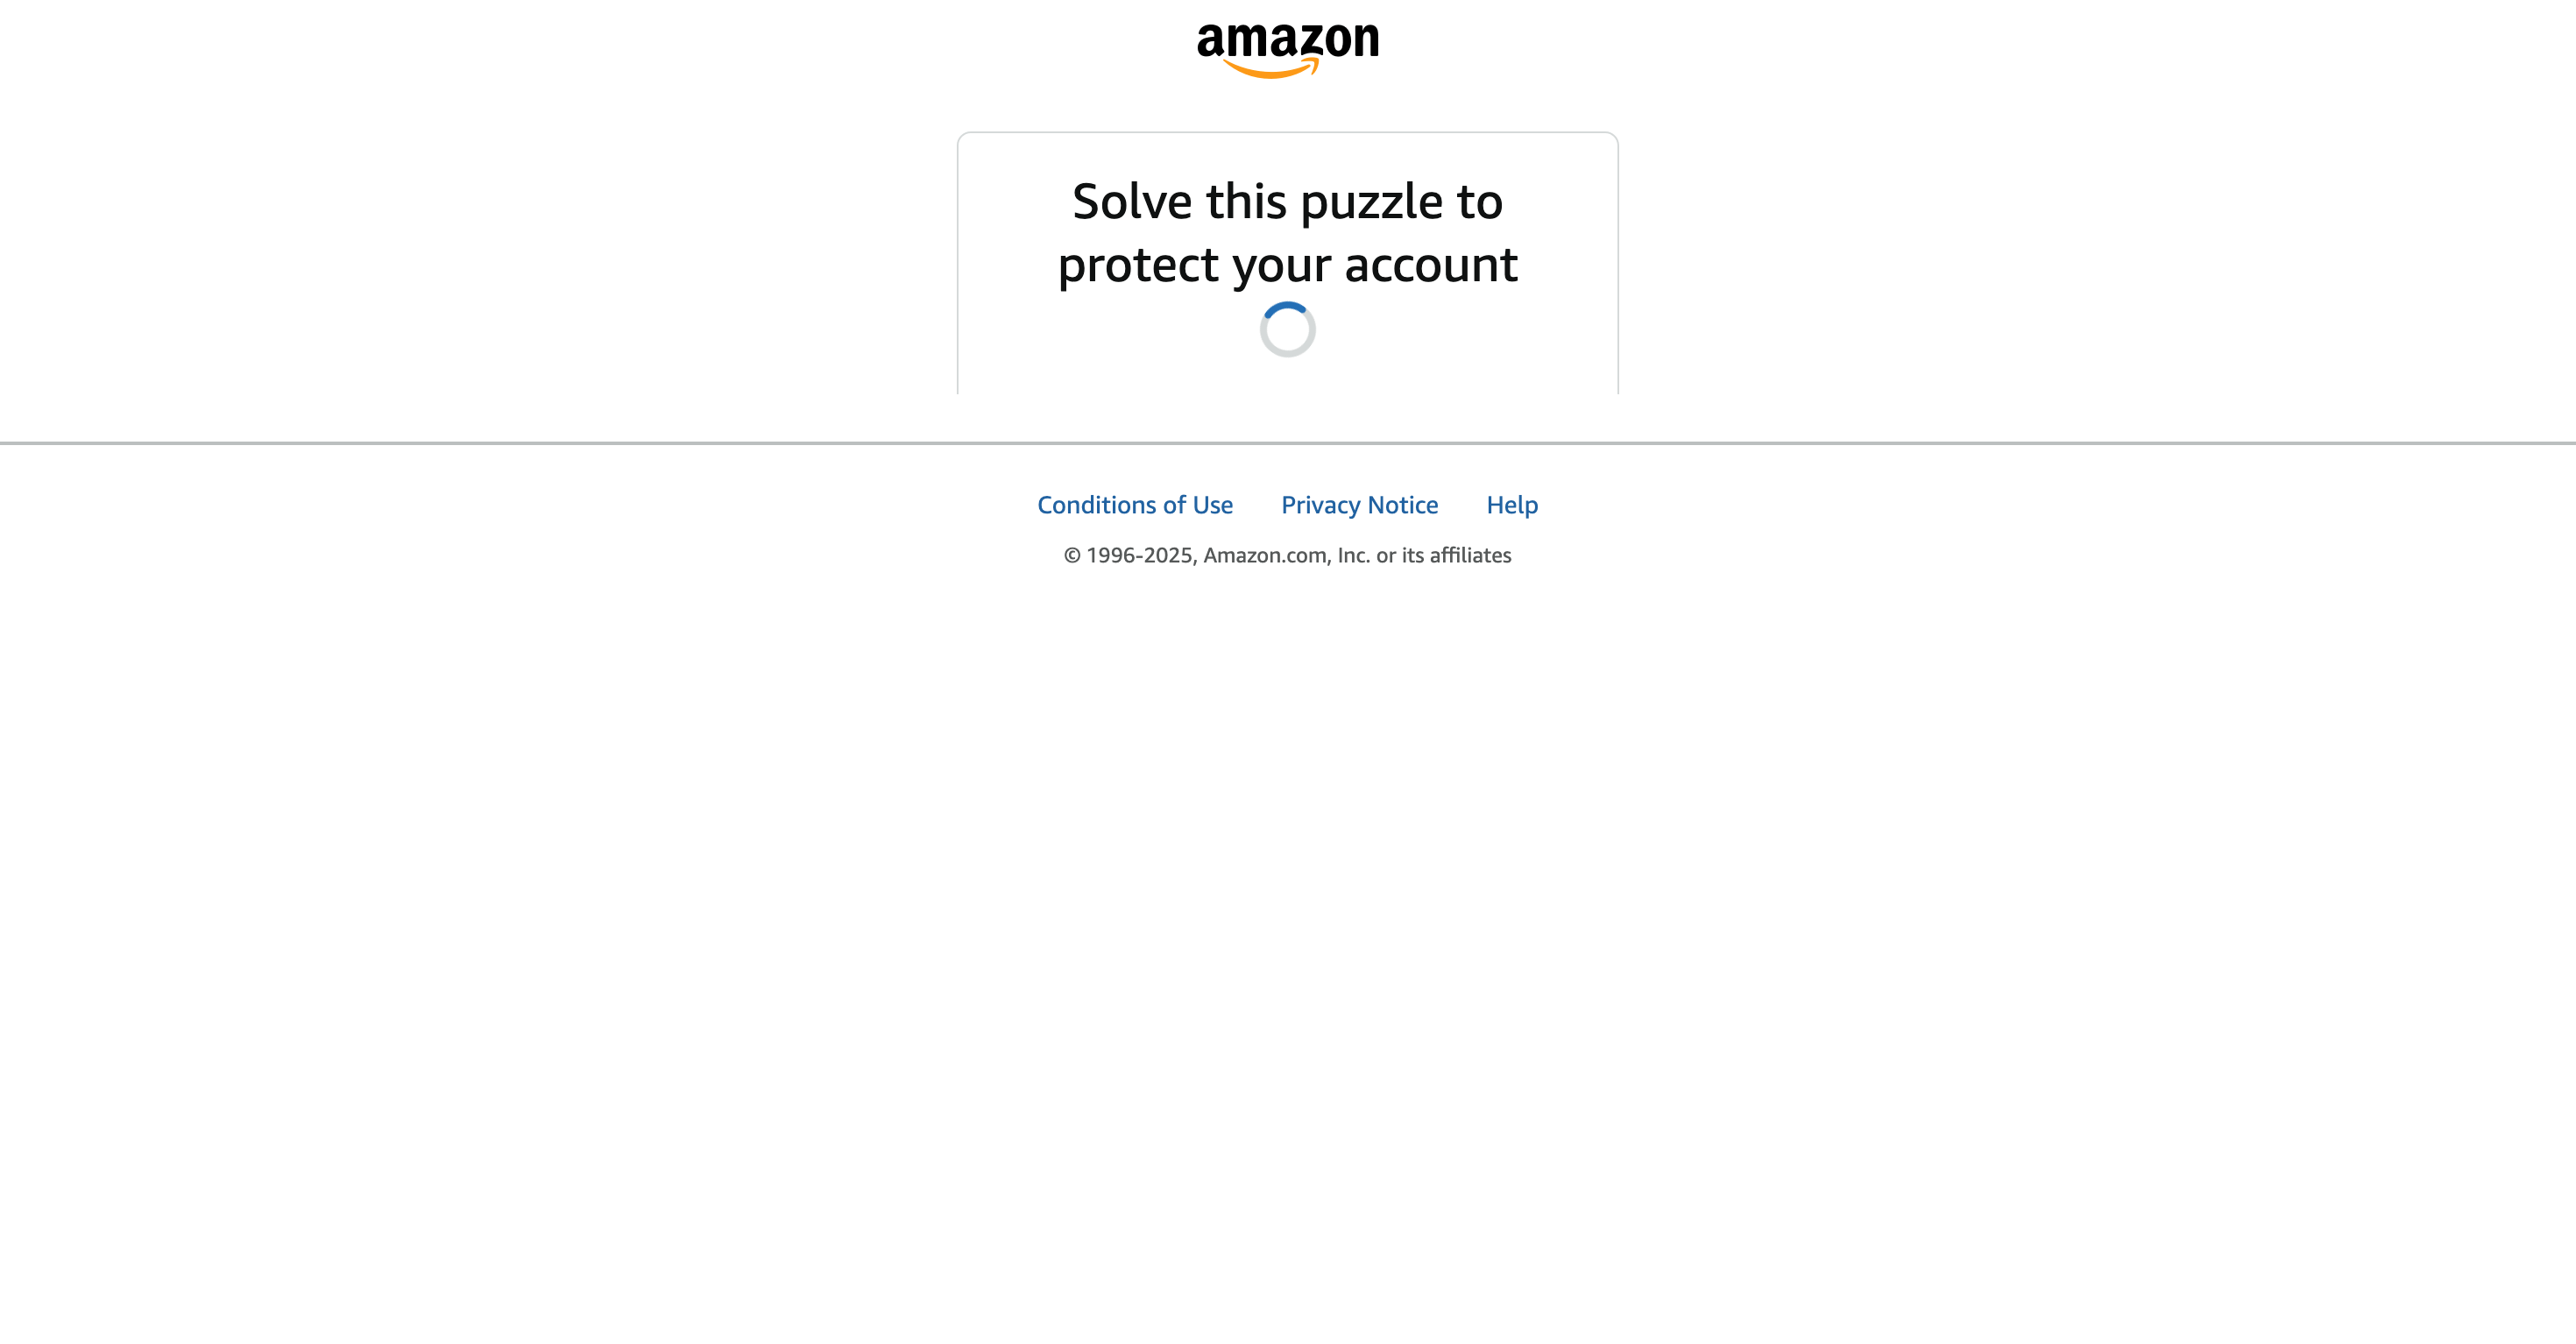 amazon
Solve this puzzle to
protect your account
Conditions of Use Privacy Notice Help
© 1996-2025, Amazon.com, Inc. or its affiliates